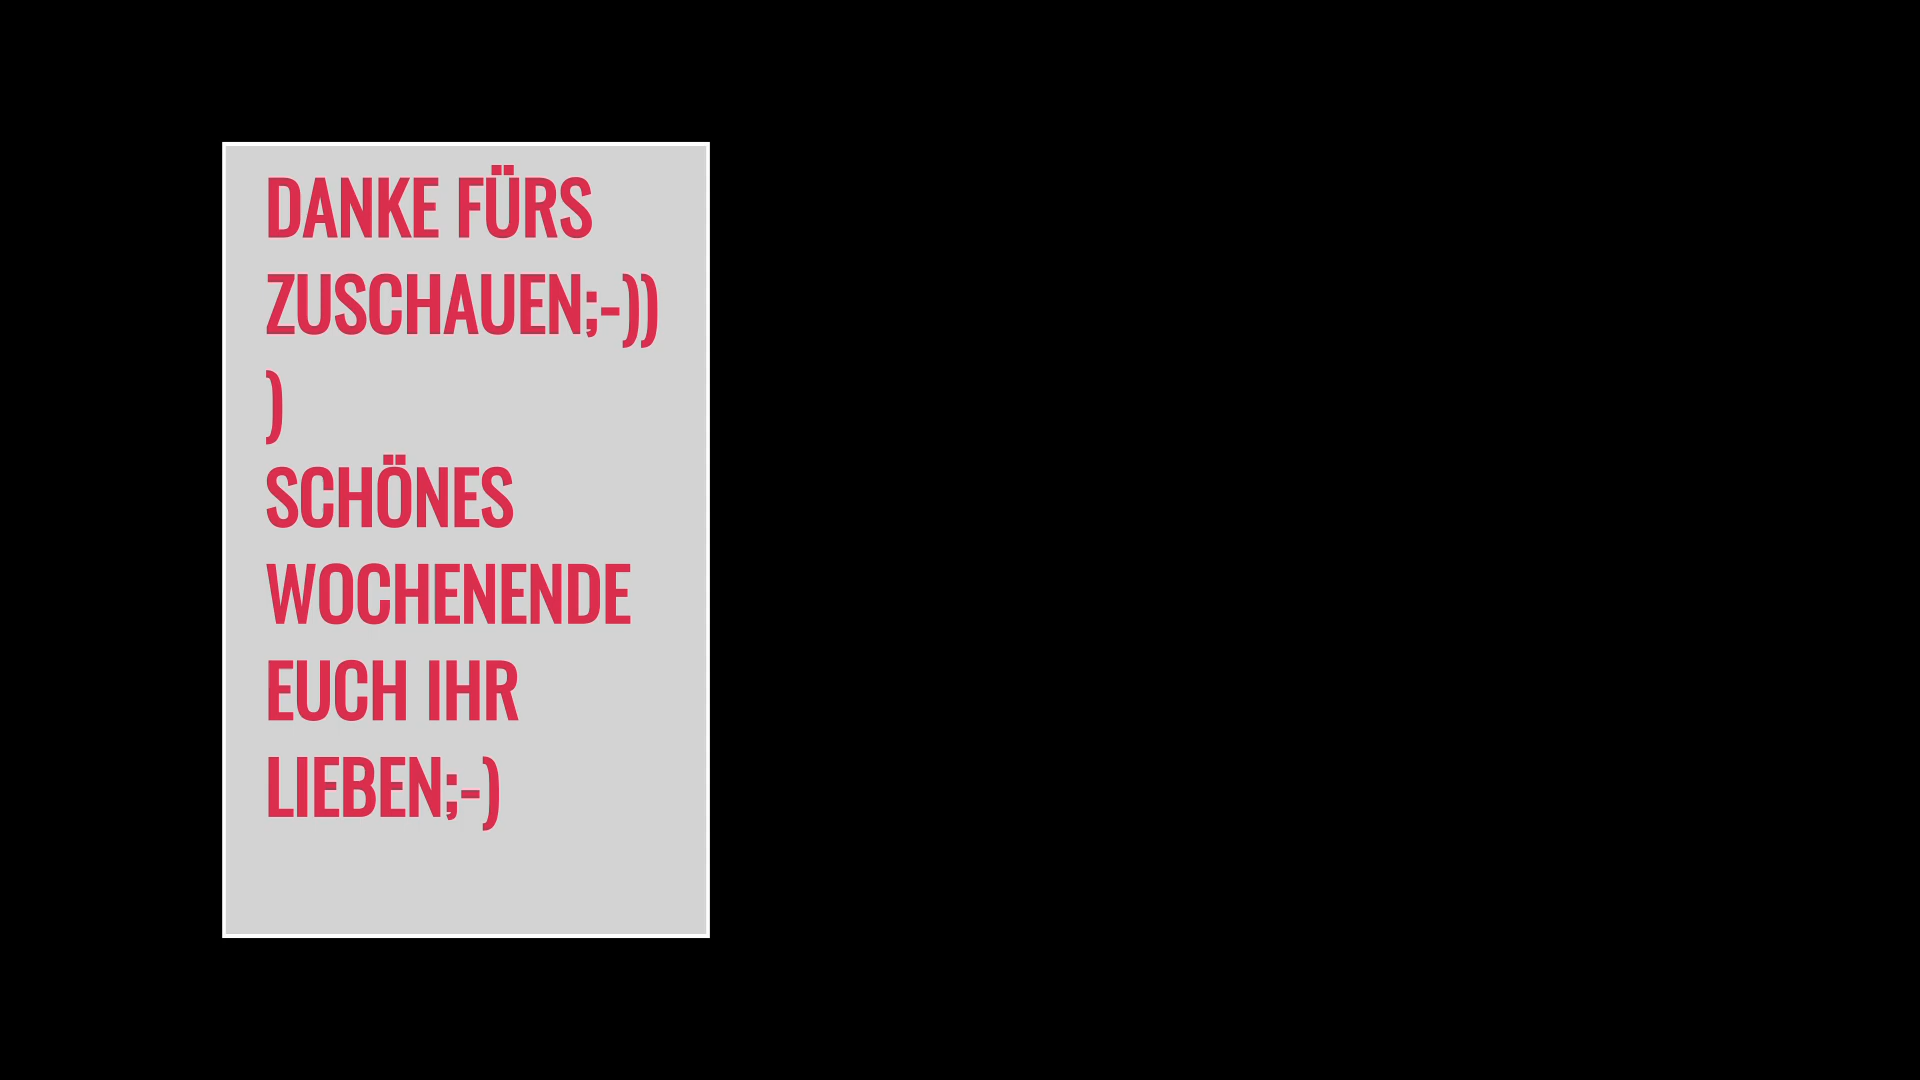 DANKE FÜRS
ZUSCHAUEN;-))
)
SCHÖNES
WOCHENENDE
EUCH IHR
LIEBEN;-)